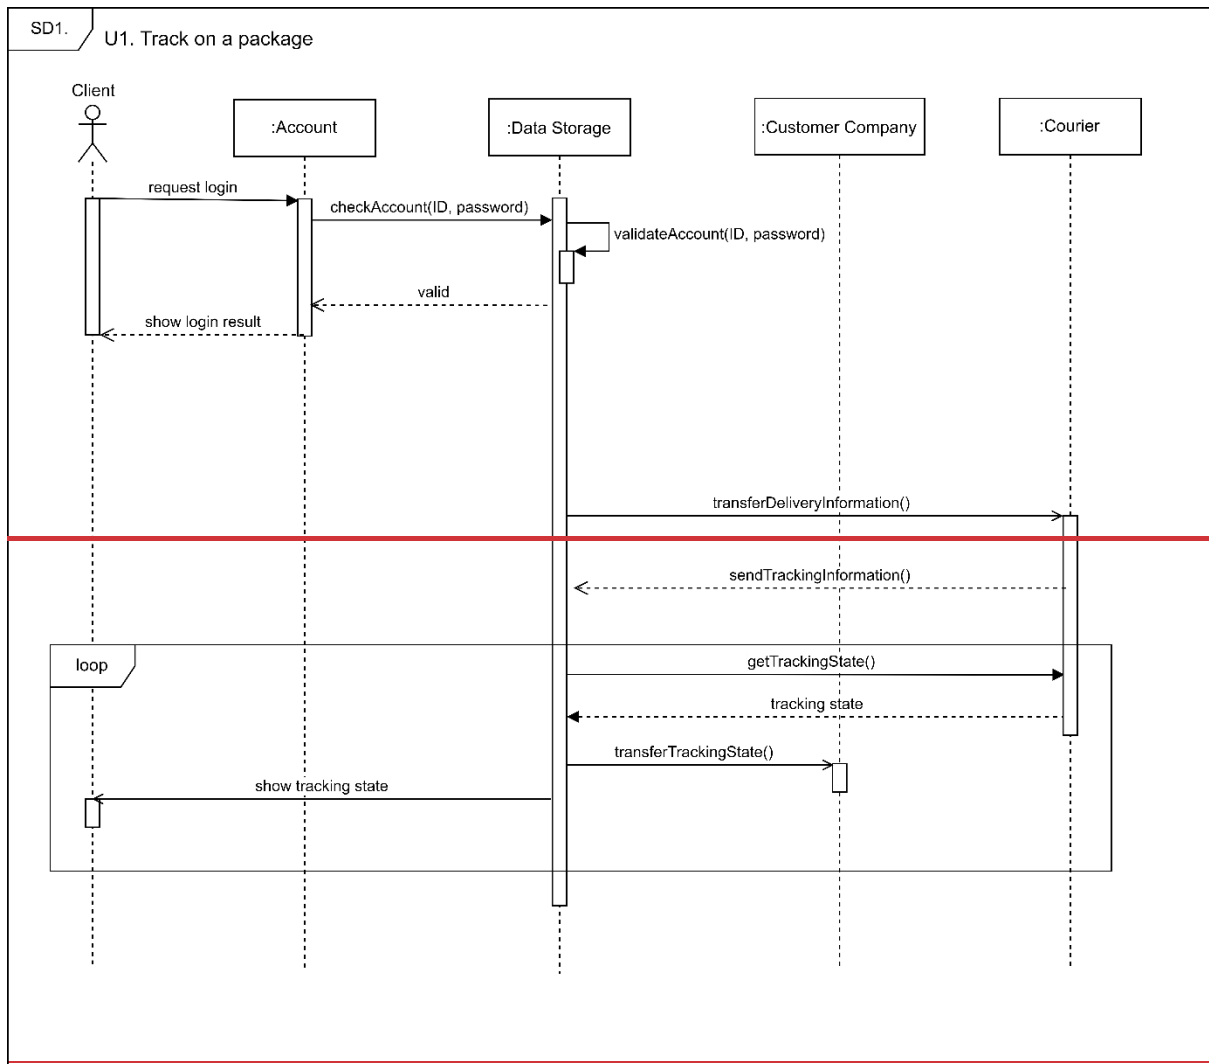 SD1.
U1. Track on a package
Client
:Account
:Data Storage
:Customer Company
:Courier
request login
checkAccount(ID, password)
validateAccount(ID, password)
valid
show login result
transferDeliveryInformation()
sendTrackingInformation()
loop
getTrackingState()
tracking state
transferTrackingState()
show tracking state